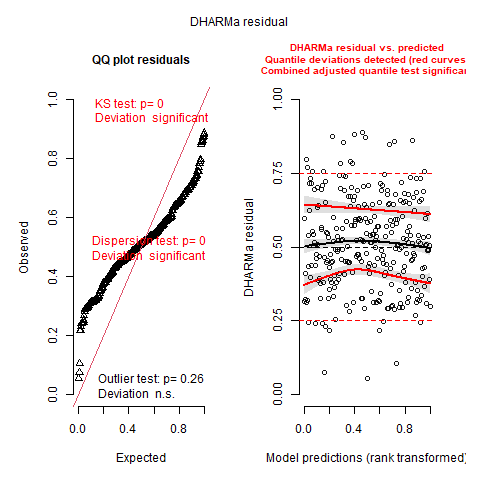 DHARMa residual
QQ plot residuals
KS test: p= 0
Deviation significant
Dispersion test: p= 0
Deviation significant
Outlier test: p= 0.26
Deviation n.s.
Observed
0.0 0.2 0.4 0.6 0.8 1.0
0.0 0.4 0.8
Expected
DHARMa residual vs. predicted
Quantile deviations detected (red curves
Combined adjusted quantile test significan
DHARMa residual
0.00 0.25 0.50 0.75 1.00
0.0 0.4 0.8
Model predictions (rank transformed)